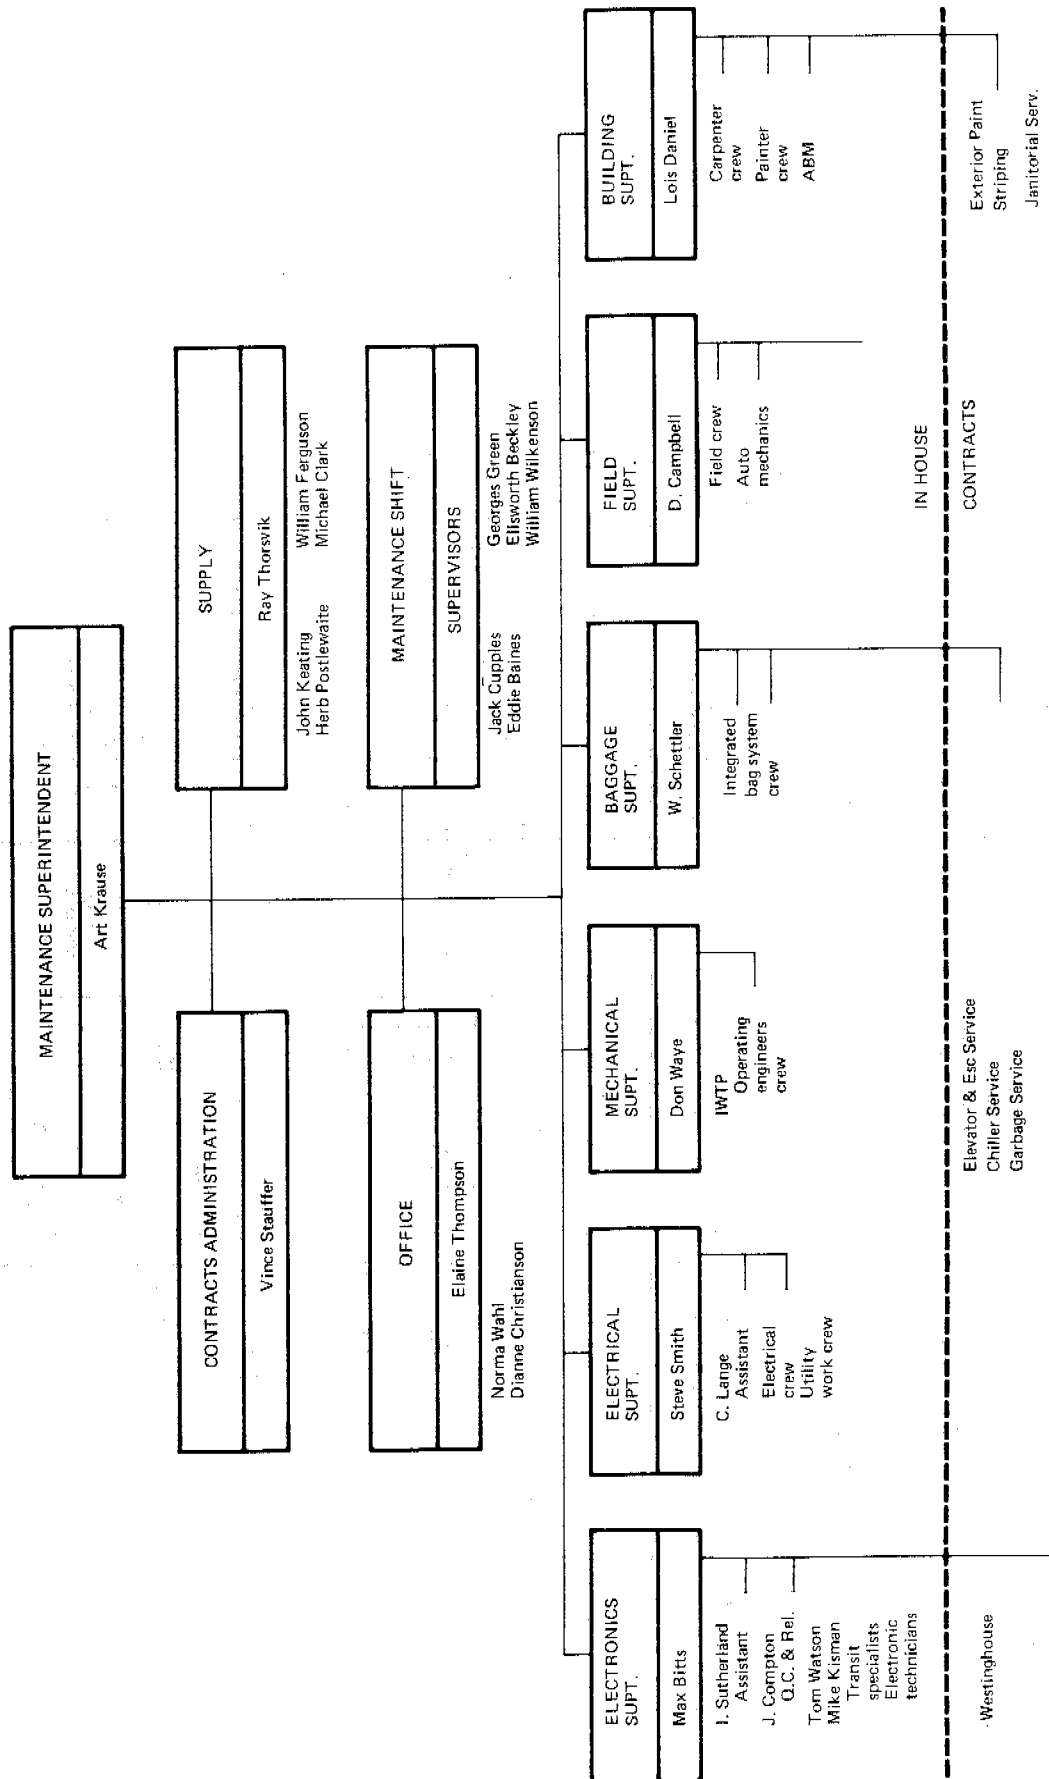 MAINTENANCE SUPERINTENDENT
Art Krause
CONTRACTS ADMINISTRATION
Vince Stauffer
SUPPLY
Ray Thorsvik
John Keating
Herb Postlewaite
William Ferguson
Michael Clark
OFFICE
Elaine Thompson
Norma Wahl
Dianne Christianson
MAINTENANCE SHIFT
SUPERVISORS
Jack Cupples
Eddie Baines
Georges Green
Ellsworth Beckley
William Wilkenson
ELECTRONICS
SUPT.
Max Bitts
I. Sutherland
Assistant
J. Compton
Q.C. & Rel.
Tom Watson
Mike Kisman
Transit
specialists
Electronic
technicians
ELECTRICAL
SUPT.
Steve Smith
C. Lange
Assistant
Electrical
crew
Utility
work crew
MECHANICAL
SUPT.
Don Waye
IWTP
Operating
engineers
crew
BAGGAGE
SUPT.
W. Schettler
Integrated
bag system
crew
FIELD
SUPT.
D. Campbell
Field crew
Auto
mechanics
BUILDING
SUPT.
Lois Daniel
Carpenter
crew
Painter
crew
ABM
IN HOUSE
CONTRACTS
Westinghouse
Elevator & Esc Service
Chiller Service
Garbage Service
Exterior Paint
Striping
Janitorial Serv.